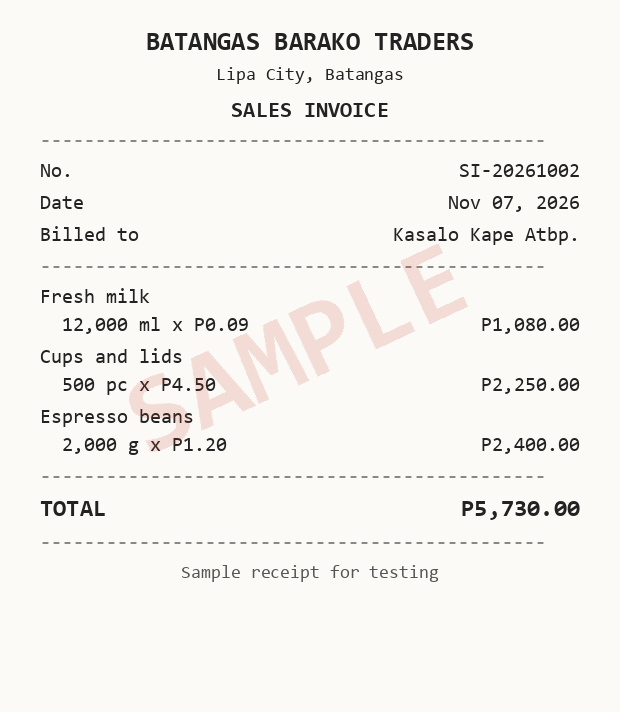 BATANGAS BARAKO TRADERS
Lipa City, Batangas
SALES INVOICE
----------------------------------------------
No. SI-20261002
Date Nov 07, 2026
Billed to Kasalo Kape Atbp.
----------------------------------------------
Fresh milk
12,000 ml x P0.09 P1,080.00
Cups and lids
500 pc x P4.50 P2,250.00
Espresso beans
2,000 g x P1.20 P2,400.00
----------------------------------------------
TOTAL P5,730.00
----------------------------------------------
Sample receipt for testing
SAMPLE